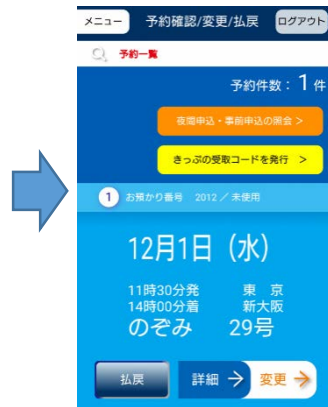 メニュー 予約確認/変更/払戻 ログアウト
予約一覧
予約件数：1件
夜間申込・事前申込の照会 >
きっぷの受取コードを発行 >
1 お預かり番号 2012／未使用
12月1日（水）
11時30分発 東 京
14時00分着 新大阪
のぞみ 29号
払戻 詳細 → 変更 →